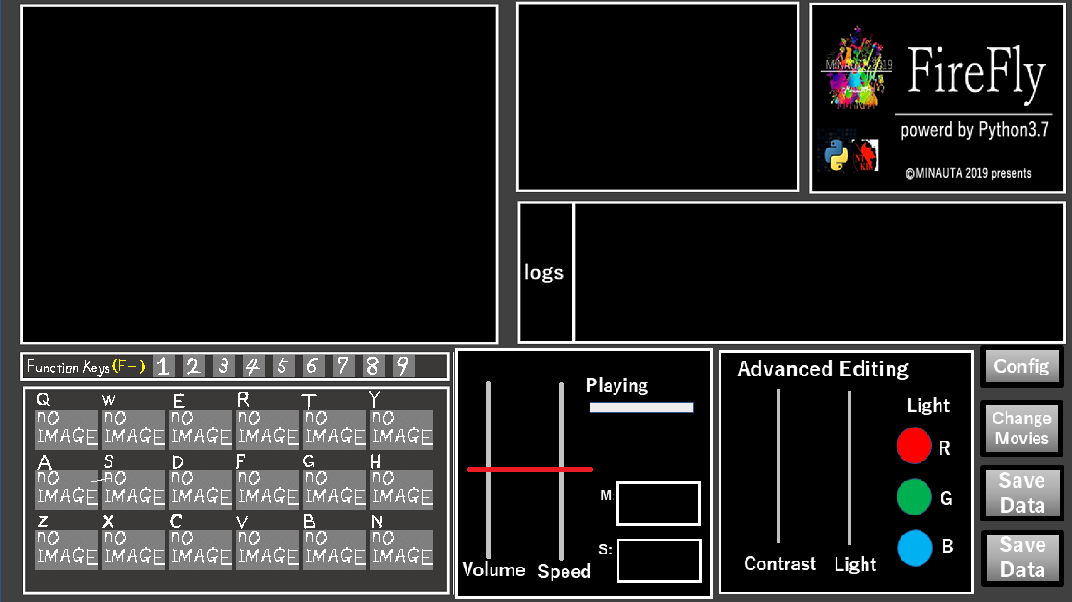 MINAUTA 2019
FireFly
powerd by Python3.7
©MINAUTA 2019 presents
logs
Function Keys(F-) 1 2 3 4 5 6 7 8 9
Q W E R T Y
nO nO nO nO nO nO
IMAGE IMAGE IMAGE IMAGE IMAGE IMAGE
A S D F G H
nO nO nO nO nO nO
IMAGE IMAGE IMAGE IMAGE IMAGE IMAGE
Z X C V B N
nO nO nO nO nO nO
IMAGE IMAGE IMAGE IMAGE IMAGE IMAGE
Playing
M:
S:
Volume Speed
Advanced Editing
Light
R
G
B
Contrast Light
Config
Change
Movies
Save
Data
Save
Data